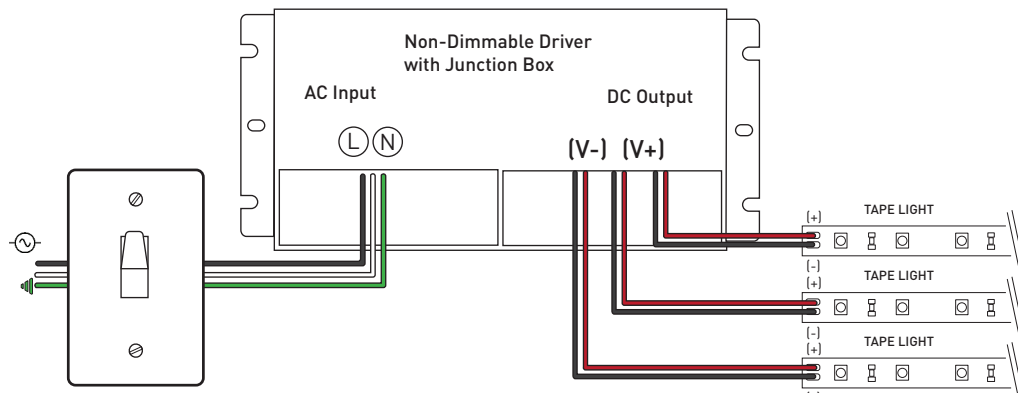 Non-Dimmable Driver
with Junction Box
AC Input
DC Output
L N
(V-) (V+)
TAPE LIGHT
(+)
(-)
TAPE LIGHT
(+)
(-)
TAPE LIGHT
(+)